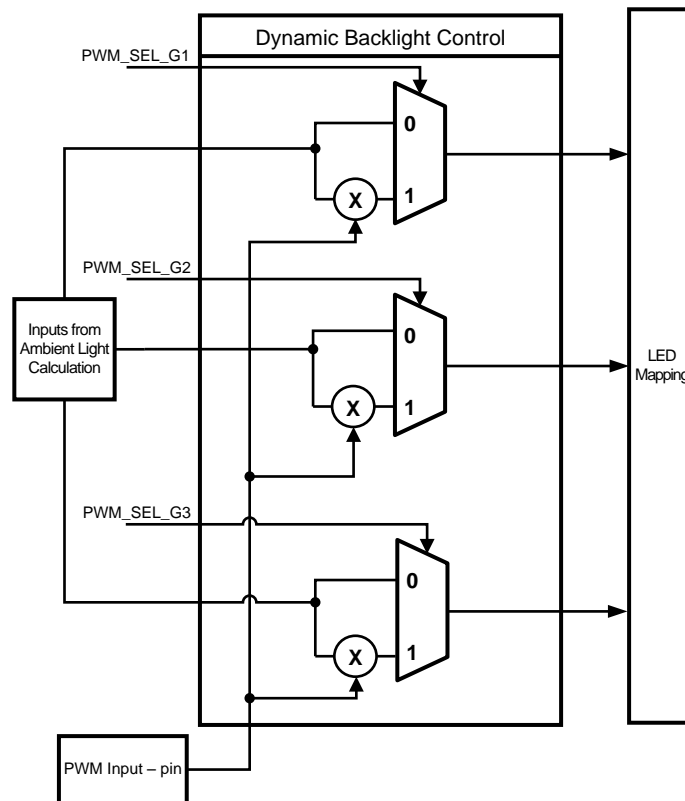 Dynamic Backlight Control
PWM_SEL_G1
0
X
1
PWM_SEL_G2
0
X
1
Inputs from
Ambient Light
Calculation
LED
Mapping
PWM_SEL_G3
0
X
1
PWM Input – pin